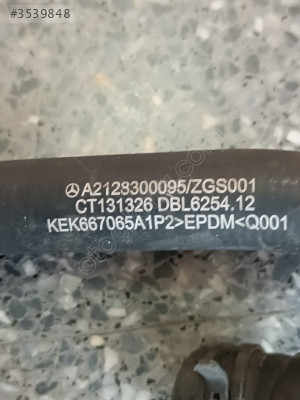 #3539848
A2128300095/ZGS001
CT131326 DBL6254.12
KEK667065A1P2>EPDM<Q001